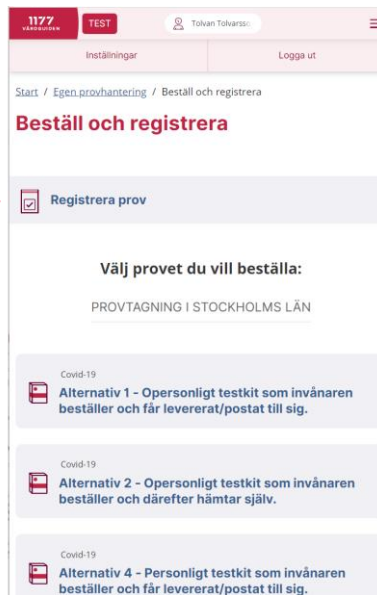 1177
VÅRDGUIDEN
TEST
Tolvan Tolvarsso
Inställningar
Logga ut
Start / Egen provhantering / Beställ och registrera
Beställ och registrera
Registrera prov
Välj provet du vill beställa:
PROVTAGNING I STOCKHOLMS LÄN
Covid-19
Alternativ 1 - Opersonligt testkit som invånaren
beställer och får levererat/postat till sig.
Covid-19
Alternativ 2 - Opersonligt testkit som invånaren
beställer och därefter hämtar själv.
Covid-19
Alternativ 4 - Personligt testkit som invånaren
beställer och får levererat/postat till sig.